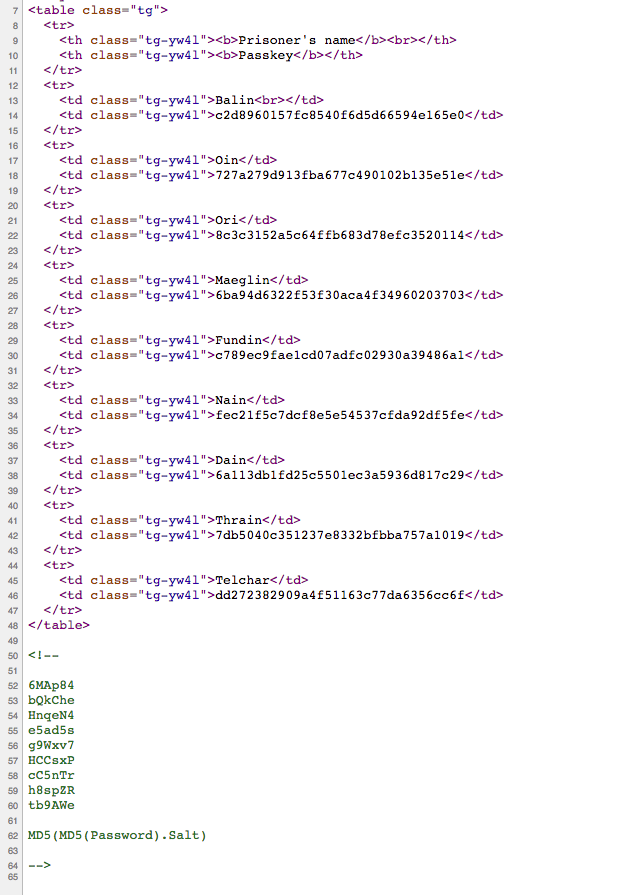 7 <table class="tg">
8 <tr>
9 <th class="tg-yw4l"><b>Prisoner's name</b><br></th>
10 <th class="tg-yw4l"><b>Passkey</b></th>
11 </tr>
12 <tr>
13 <td class="tg-yw4l">Balin<br></td>
14 <td class="tg-yw4l">c2d8960157fc8540f6d5d66594e165e0</td>
15 </tr>
16 <tr>
17 <td class="tg-yw4l">Oin</td>
18 <td class="tg-yw4l">727a279d913fba677c490102b135e51e</td>
19 </tr>
20 <tr>
21 <td class="tg-yw4l">Ori</td>
22 <td class="tg-yw4l">8c3c3152a5c64ffb683d78efc3520114</td>
23 </tr>
24 <tr>
25 <td class="tg-yw4l">Maeglin</td>
26 <td class="tg-yw4l">6ba94d6322f53f30aca4f34960203703</td>
27 </tr>
28 <tr>
29 <td class="tg-yw4l">Fundin</td>
30 <td class="tg-yw4l">c789ec9fae1cd07adfc02930a39486a1</td>
31 </tr>
32 <tr>
33 <td class="tg-yw4l">Nain</td>
34 <td class="tg-yw4l">fec21f5c7dcf8e5e54537cfda92df5fe</td>
35 </tr>
36 <tr>
37 <td class="tg-yw4l">Dain</td>
38 <td class="tg-yw4l">6a113db1fd25c5501ec3a5936d817c29</td>
39 </tr>
40 <tr>
41 <td class="tg-yw4l">Thrain</td>
42 <td class="tg-yw4l">7db5040c351237e8332bfbba757a1019</td>
43 </tr>
44 <tr>
45 <td class="tg-yw4l">Telchar</td>
46 <td class="tg-yw4l">dd272382909a4f51163c77da6356cc6f</td>
47 </tr>
48 </table>
49
50 <!--
51
52 6MAp84
53 bQkChe
54 HnqeN4
55 e5ad5s
56 g9Wxv7
57 HCCsxP
58 cC5nTr
59 h8spZR
60 tb9AWe
61
62 MD5(MD5(Password).Salt)
63
64 -->
65